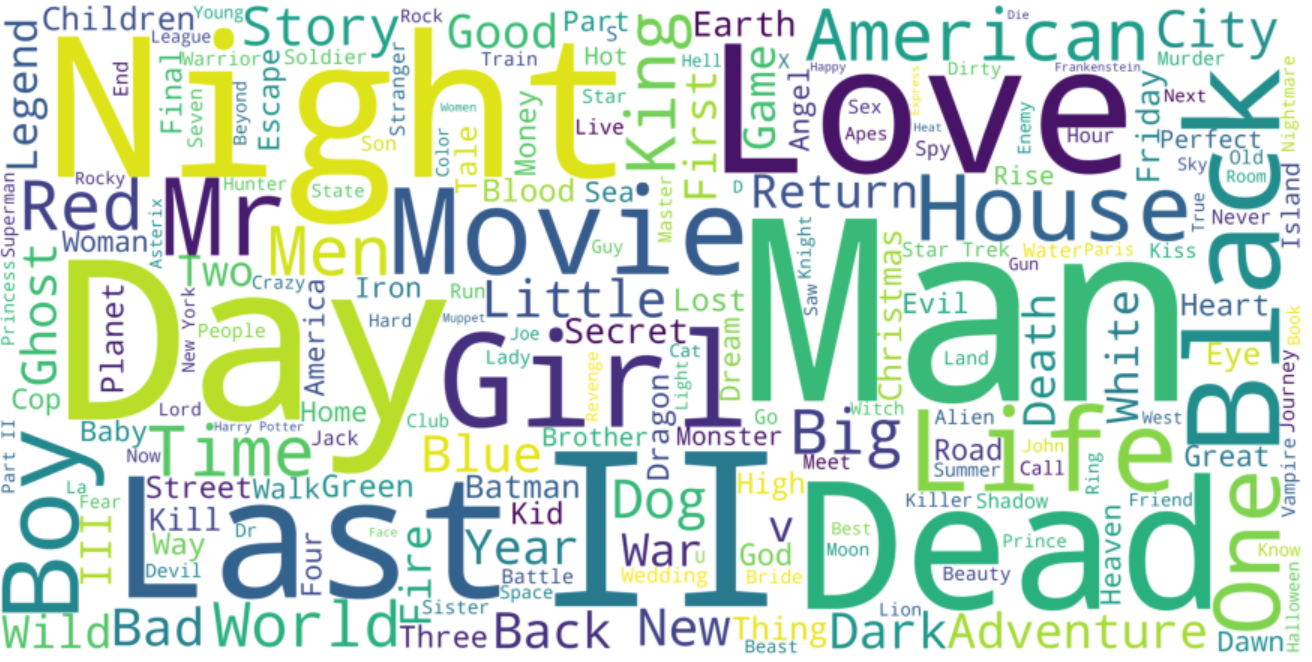 Children
Young
Story
Rock
Good
Part
S
Earth
American
Die
City
League
Legend
Night
End
Final
Warrior
Soldier
Escape
Seven
Beyond
Stranger
Train
Hot
King
Hell
Love
X
Game
Angel
Happy
Dirty
Frankenstein
Murder
Nightmare
Women
Color
Tale
Money
Star
Live
Son
First
Sex
Apes
Express
Heat
Spy
Enemy
Hour
Friday
Next
Perfect
Black
Sky
Old
Room
Superman
Rocky
Red
Woman
Asterix
Mr
Hunter
State
Men
Movie
Blood
Sea
Guy
Master
D
Return
Rise
House
True
Never
Island
Princess
Ghost
Planet
Day
Two
Crazy
New York
People
America
Iron
Hard
Run
Muppet
Little
Lost
Joe
Secret
Lady
Girl
Cat
Light
Dream
Revenge
Man
Saw
Knight
Christmas
Star Trek
Water
Paris
Kiss
Gun
Evil
Land
Death
White
Heart
Eye
Book
Journey
Cop
Lord
Home
Harry Potter
Jack
Club
Baby
Now
Time
Blue
Brother
Dragon
Monster
Go
Witch
Big
Meet
Alien
Life
Road
Summer
John
Call
Ring
West
Great
Vampire
Part II
Boy
La
Fear
III
Street
Walk
Green
Batman
Last
Kill
Way
Dr
Devil
Four
Face
Fire
Year
Kid
II
Dog
War
U
High
God
v
Wedding
Bride
Best
Moon
Dead
Killer
Shadow
Prince
Beauty
Heaven
Friend
One
Know
Halloween
Battle
Space
Sister
Wild
Bad
World
Three
Back
New
Thing
Beast
Dark
Lion
Adventure
Dawn